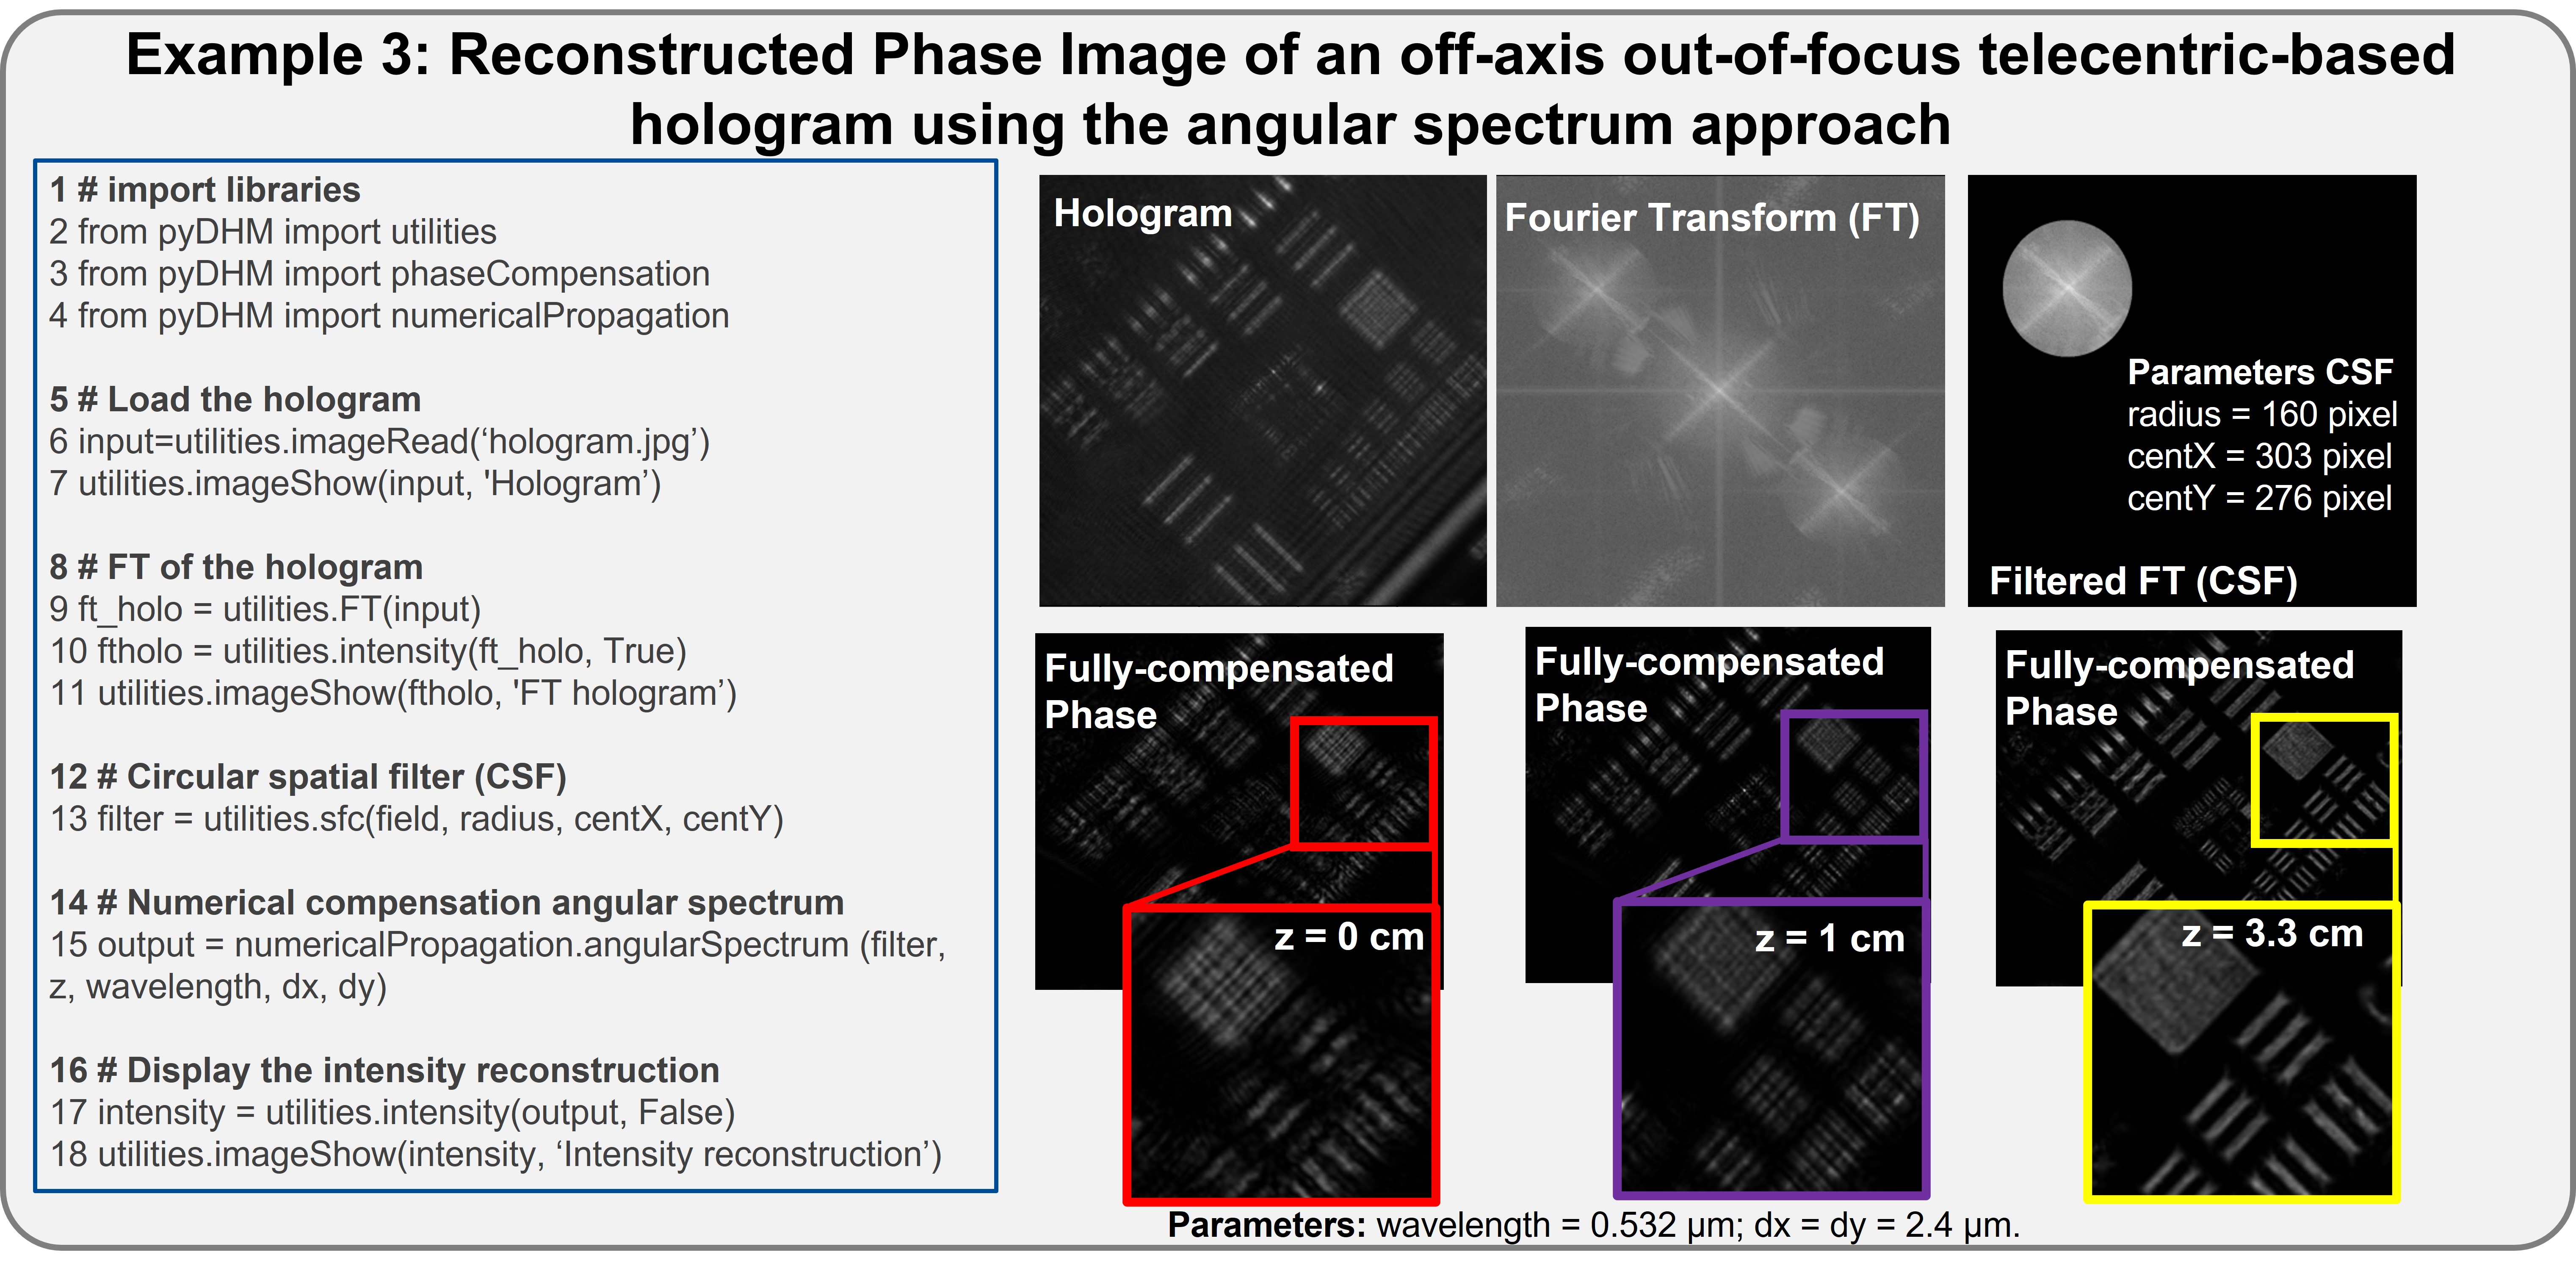 Example 3: Reconstructed Phase Image of an off-axis out-of-focus telecentric-based
hologram using the angular spectrum approach
1 # import libraries
2 from pyDHM import utilities
3 from pyDHM import phaseCompensation
4 from pyDHM import numericalPropagation
5 # Load the hologram
6 input=utilities.imageRead(‘hologram.jpg’)
7 utilities.imageShow(input, 'Hologram’)
8 # FT of the hologram
9 ft_holo = utilities.FT(input)
10 ftholo = utilities.intensity(ft_holo, True)
11 utilities.imageShow(ftholo, 'FT hologram’)
12 # Circular spatial filter (CSF)
13 filter = utilities.sfc(field, radius, centX, centY)
14 # Numerical compensation angular spectrum
15 output = numericalPropagation.angularSpectrum (filter,
z, wavelength, dx, dy)
16 # Display the intensity reconstruction
17 intensity = utilities.intensity(output, False)
18 utilities.imageShow(intensity, ‘Intensity reconstruction’)
Hologram
Fourier Transform (FT)
Parameters CSF
radius = 160 pixel
centX = 303 pixel
centY = 276 pixel
Filtered FT (CSF)
Fully-compensated
Phase
z = 0 cm
Fully-compensated
Phase
z = 1 cm
Fully-compensated
Phase
z = 3.3 cm
Parameters: wavelength = 0.532 µm; dx = dy = 2.4 µm.